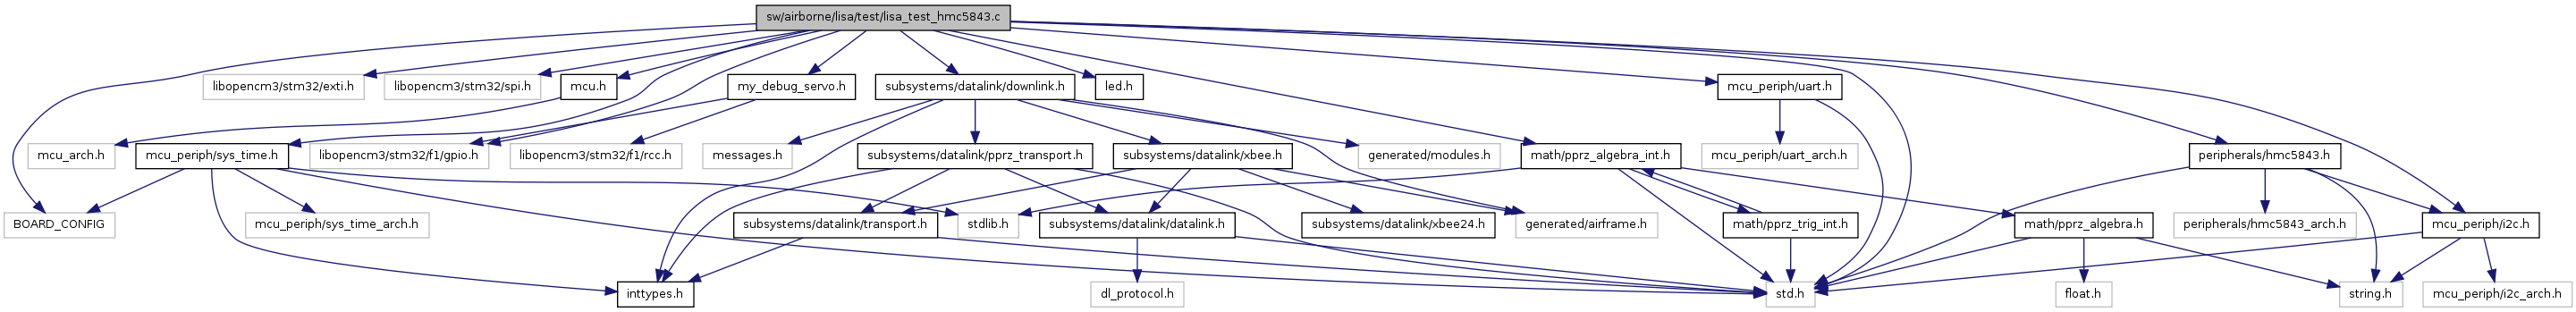 sw/airborne/lisa/test/lisa_test_hmc5843.c
libopencm3/stm32/exti.h
libopencm3/stm32/spi.h
mcu.h
my_debug_servo.h
subsystems/datalink/downlink.h
led.h
mcu_periph/uart.h
mcu_arch.h
mcu_periph/sys_time.h
libopencm3/stm32/f1/gpio.h
libopencm3/stm32/f1/rcc.h
messages.h
subsystems/datalink/pprz_transport.h
subsystems/datalink/xbee.h
generated/modules.h
math/pprz_algebra_int.h
mcu_periph/uart_arch.h
peripherals/hmc5843.h
BOARD_CONFIG
mcu_periph/sys_time_arch.h
subsystems/datalink/transport.h
stdlib.h
subsystems/datalink/datalink.h
subsystems/datalink/xbee24.h
generated/airframe.h
math/pprz_trig_int.h
math/pprz_algebra.h
peripherals/hmc5843_arch.h
mcu_periph/i2c.h
inttypes.h
dl_protocol.h
std.h
float.h
string.h
mcu_periph/i2c_arch.h